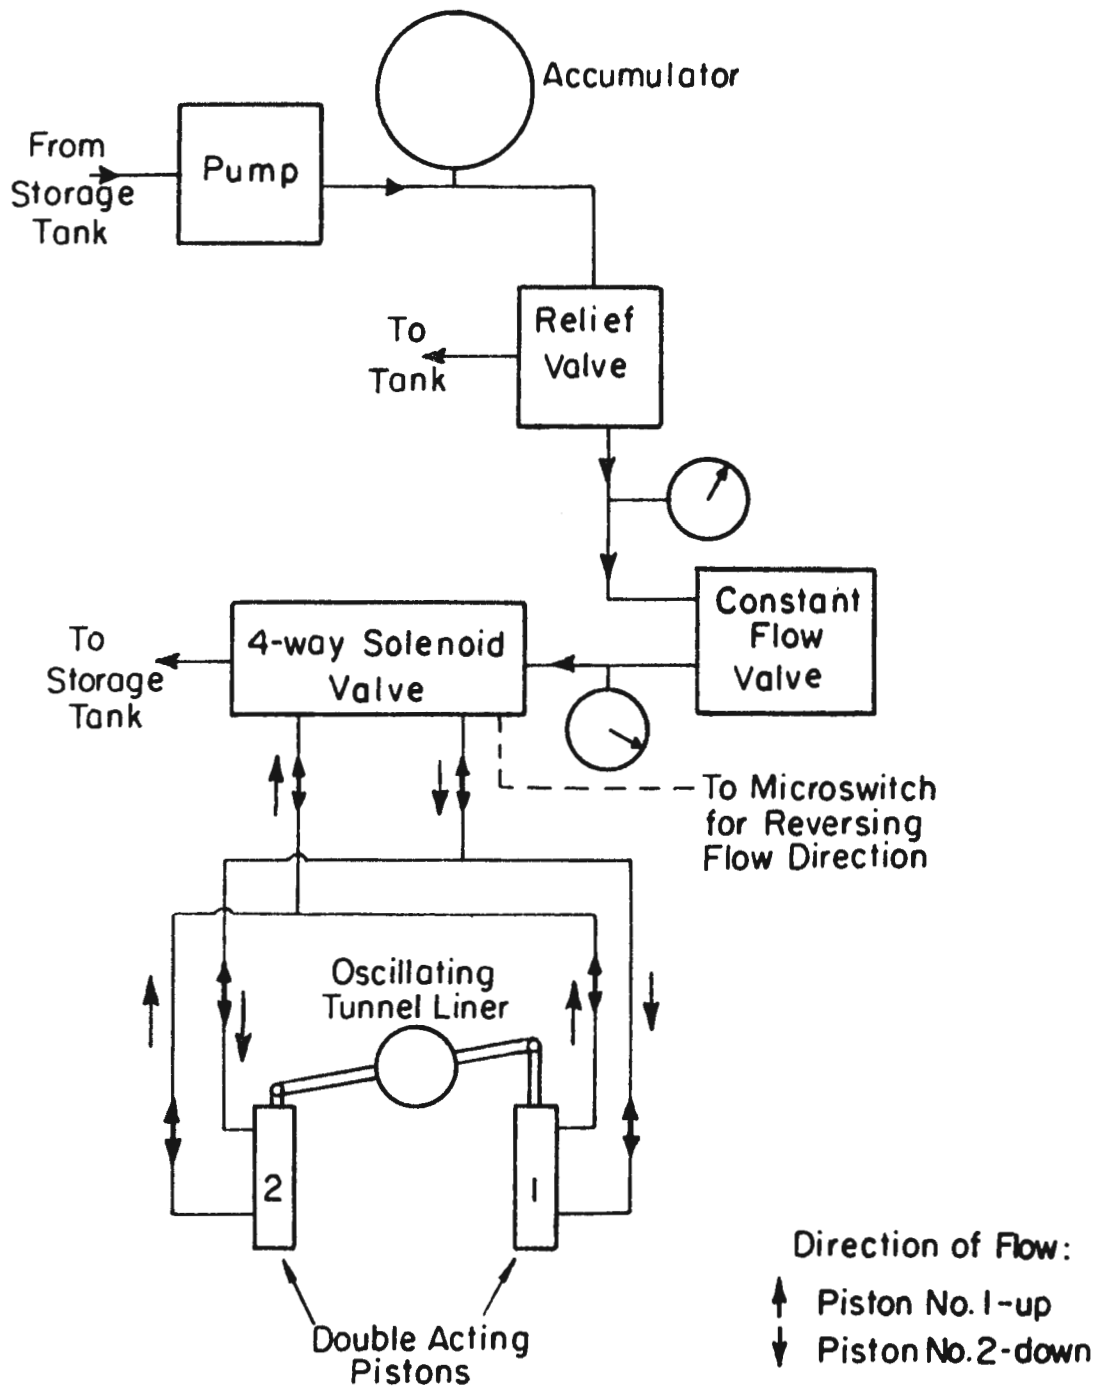 Accumulator
From
Storage
Tank
Pump
Relief
Valve
To
Tank
Constant
Flow
Valve
4-way Solenoid
Valve
To
Storage
Tank
To Microswitch
for Reversing
Flow Direction
Oscillating
Tunnel Liner
2
1
Double Acting
Pistons
Direction of Flow:
Piston No. 1-up
Piston No. 2-down